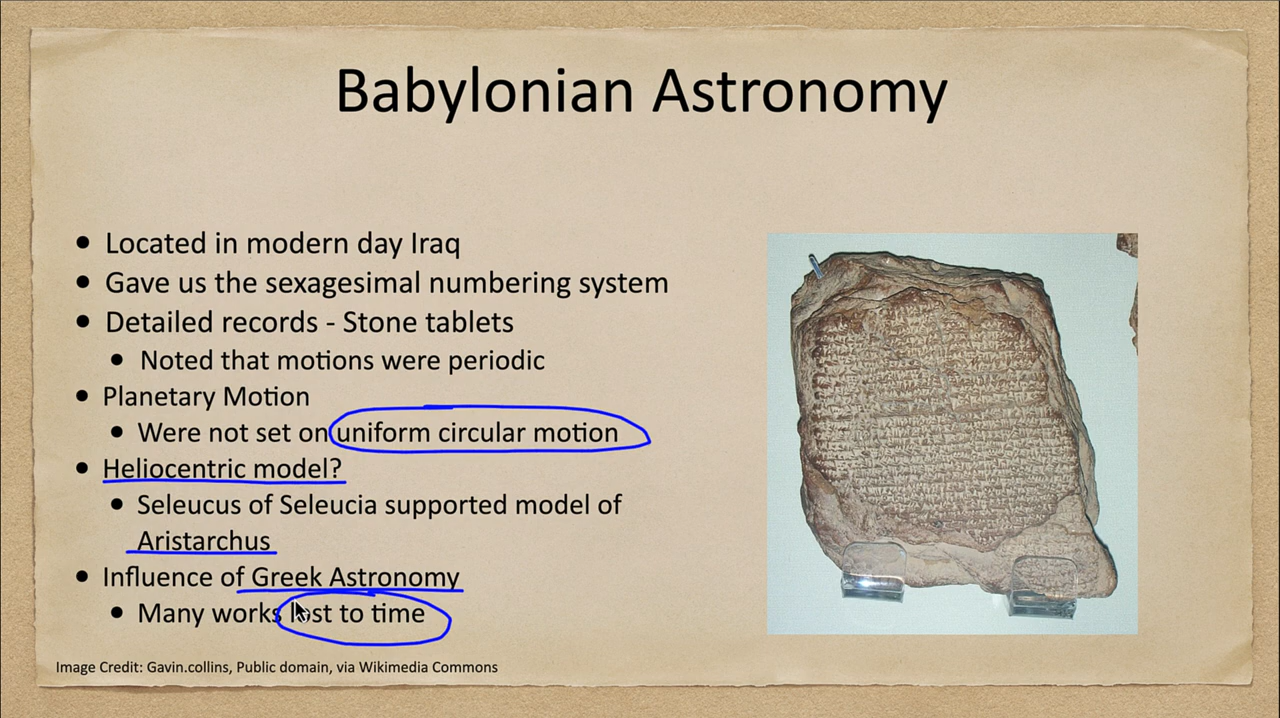 Babylonian Astronomy
• Located in modern day Iraq
• Gave us the sexagesimal numbering system
• Detailed records - Stone tablets
• Noted that motions were periodic
• Planetary Motion
• Were not set on uniform circular motion
• Heliocentric model?
• Seleucus of Seleucia supported model of
Aristarchus
• Influence of Greek Astronomy
• Many works lost to time
Image Credit: Gavin.collins, Public domain, via Wikimedia Commons